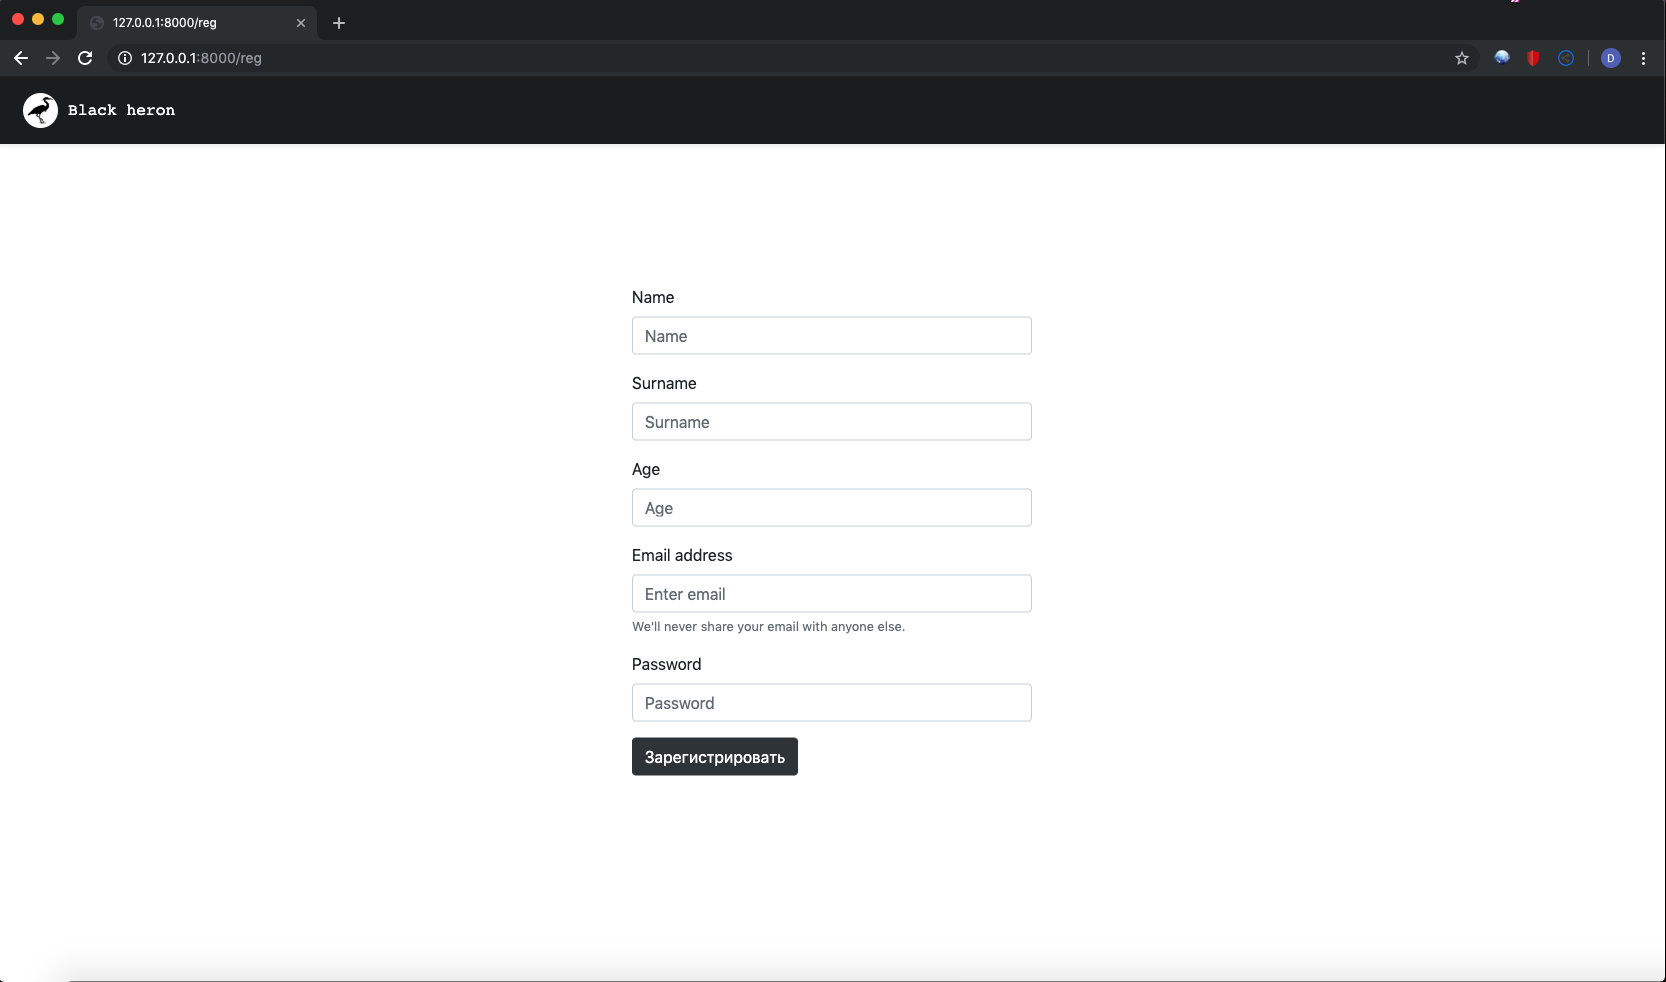 127.0.0.1:8000/reg
127.0.0.1:8000/reg
D
Black heron
Name
Name
Surname
Surname
Age
Age
Email address
Enter email
We'll never share your email with anyone else.
Password
Password
Зарегистрировать